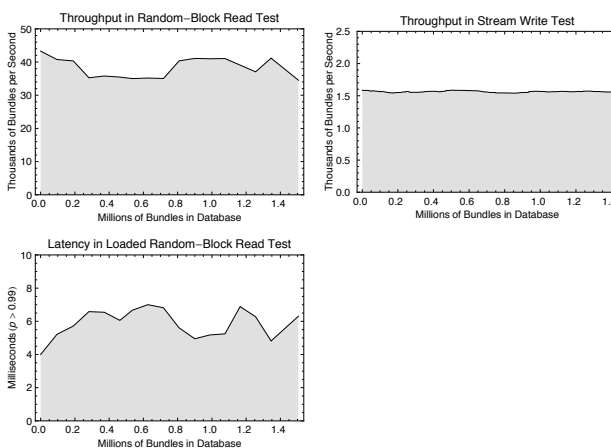 Throughput in Random−Block Read Test
Thousands of Bundles per Second
50
40
30
20
10
0
0.0 0.2 0.4 0.6 0.8 1.0 1.2 1.4
Millions of Bundles in Database
Throughput in Stream Write Test
Thousands of Bundles per Second
2.5
2.0
1.5
1.0
0.5
0.0
0.0 0.2 0.4 0.6 0.8 1.0 1.2 1.4
Millions of Bundles in Database
Latency in Loaded Random−Block Read Test
Milliseconds (p > 0.99)
10
8
6
4
2
0
0.0 0.2 0.4 0.6 0.8 1.0 1.2 1.4
Millions of Bundles in Database